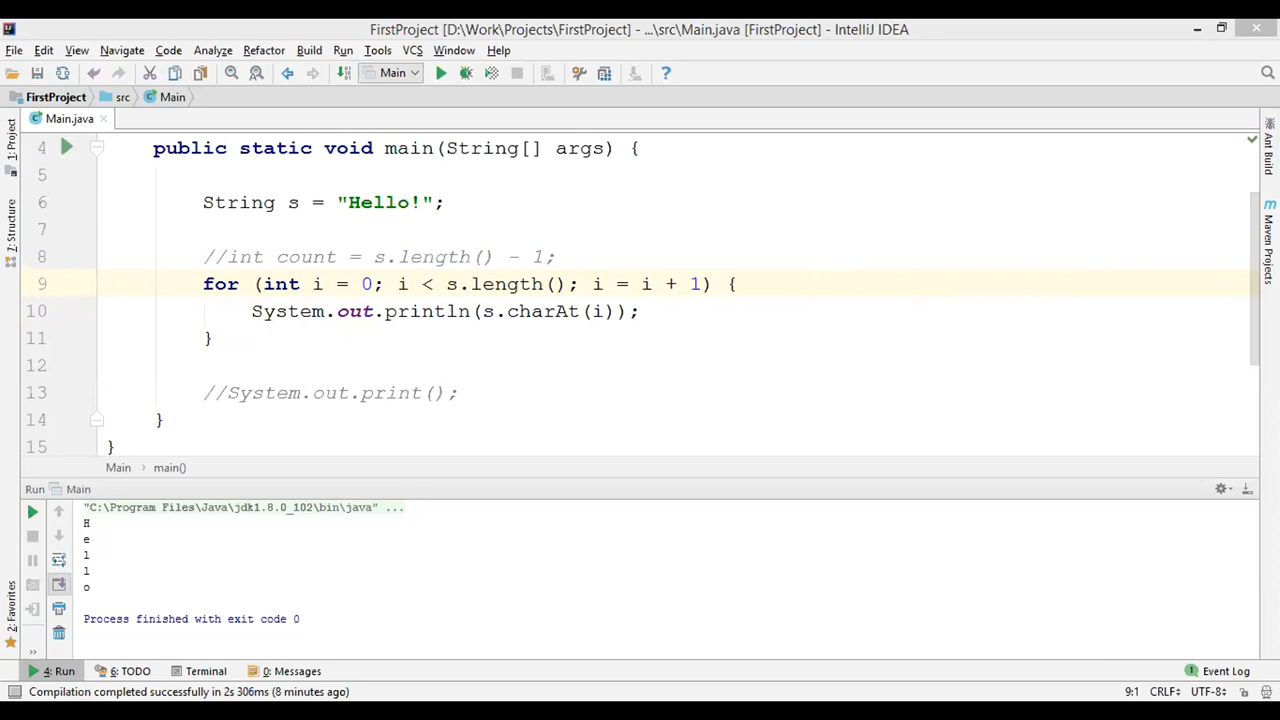 FirstProject [D:\Work\Projects\FirstProject] - ...\src\Main.java [FirstProject] - IntelliJ IDEA
File Edit View Navigate Code Analyze Refactor Build Run Tools VCS Window Help
Main
FirstProject src Main
Main.java
1: Project
7: Structure
2: Favorites
4 public static void main(String[] args) {
5
6 String s = "Hello!";
7
8 //int count = s.length() - 1;
9 for (int i = 0; i < s.length(); i = i + 1) {
10 System.out.println(s.charAt(i));
11 }
12
13 //System.out.print();
14 }
15 }
Ant Build
Maven Projects
Main main()
Run Main
"C:\Program Files\Java\jdk1.8.0_102\bin\java" ...
H
e
l
l
o
Process finished with exit code 0
4: Run 6: TODO Terminal 0: Messages Event Log
Compilation completed successfully in 2s 306ms (8 minutes ago) 9:1 CRLF UTF-8